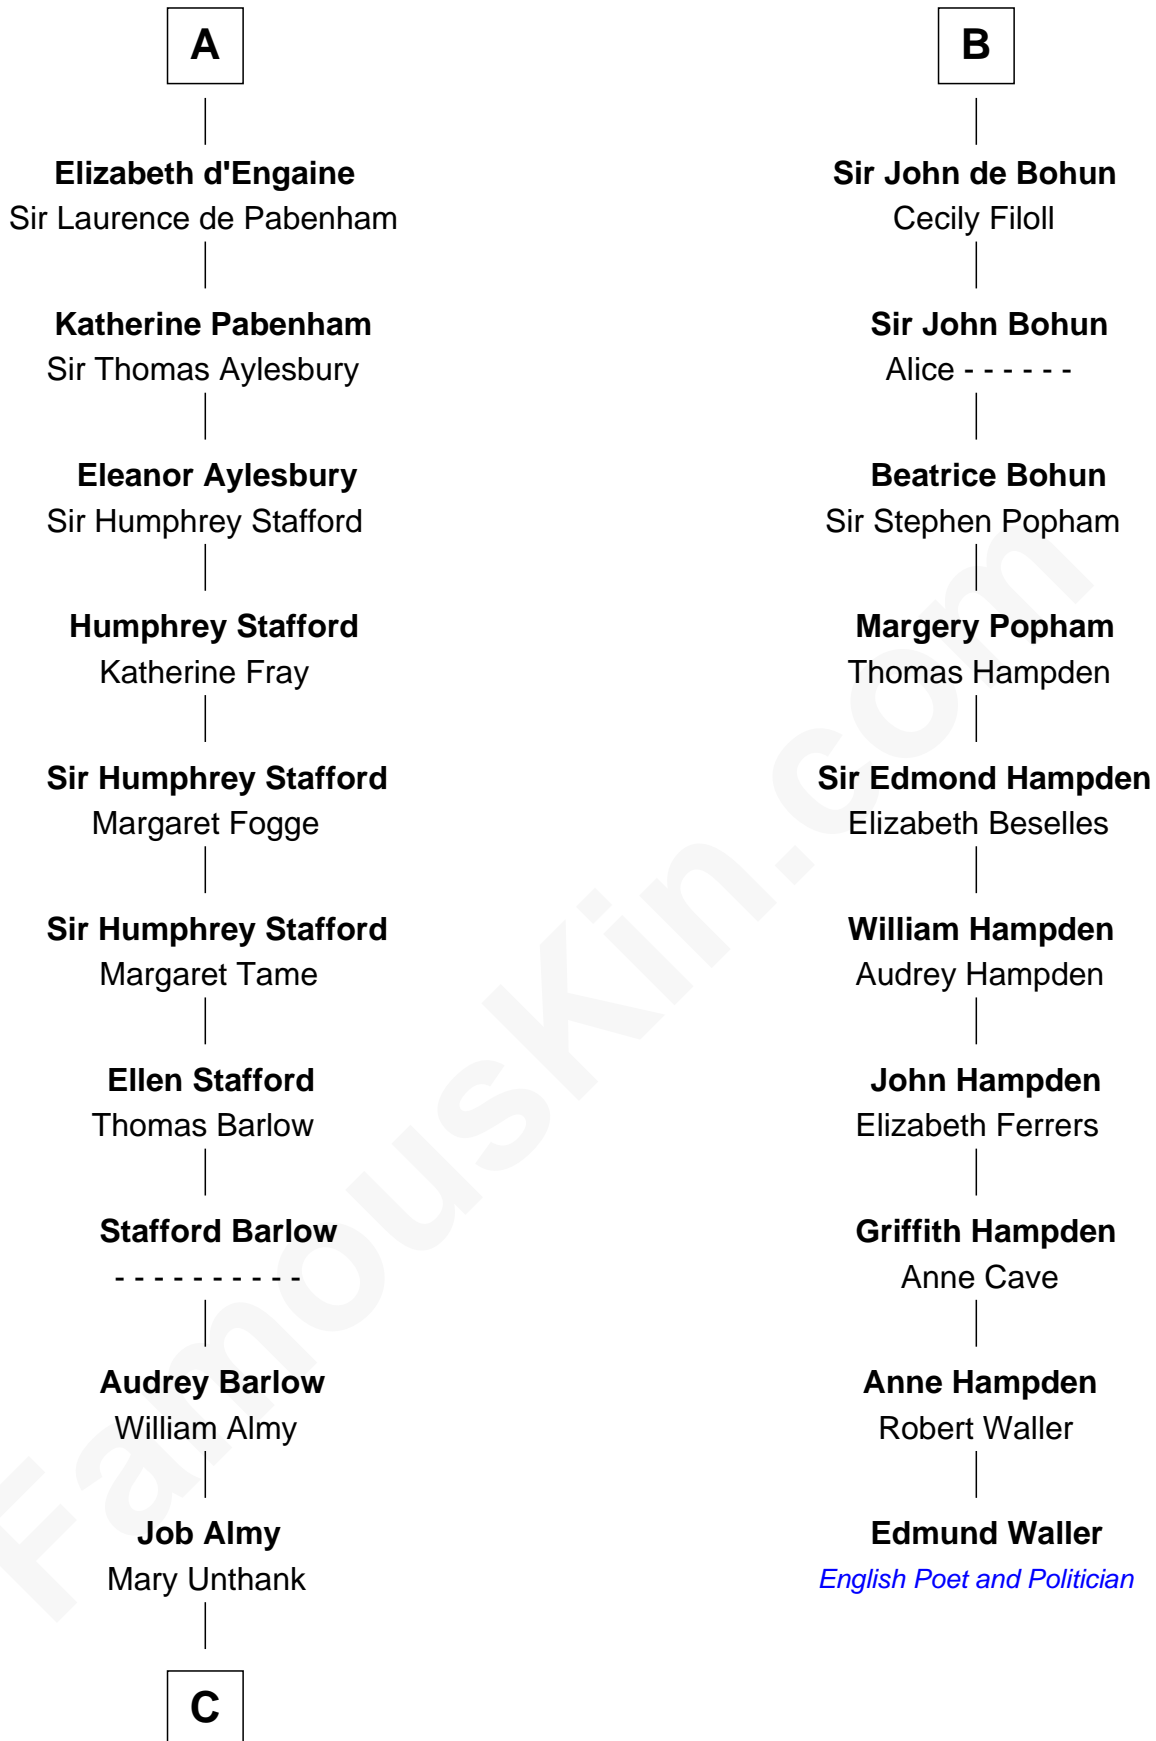 A
Elizabeth d'Engaine
Sir Laurence de Pabenham
Katherine Pabenham
Sir Thomas Aylesbury
Eleanor Aylesbury
Sir Humphrey Stafford
Humphrey Stafford
Katherine Fray
Sir Humphrey Stafford
Margaret Fogge
Sir Humphrey Stafford
Margaret Tame
Ellen Stafford
Thomas Barlow
Stafford Barlow
- - - - - - - - - -
Audrey Barlow
William Almy
Job Almy
Mary Unthank
C
B
Sir John de Bohun
Cecily Filoll
Sir John Bohun
Alice - - - - - -
Beatrice Bohun
Sir Stephen Popham
Margery Popham
Thomas Hampden
Sir Edmond Hampden
Elizabeth Beselles
William Hampden
Audrey Hampden
John Hampden
Elizabeth Ferrers
Griffith Hampden
Anne Cave
Anne Hampden
Robert Waller
Edmund Waller
English Poet and Politician
FamousKin.com